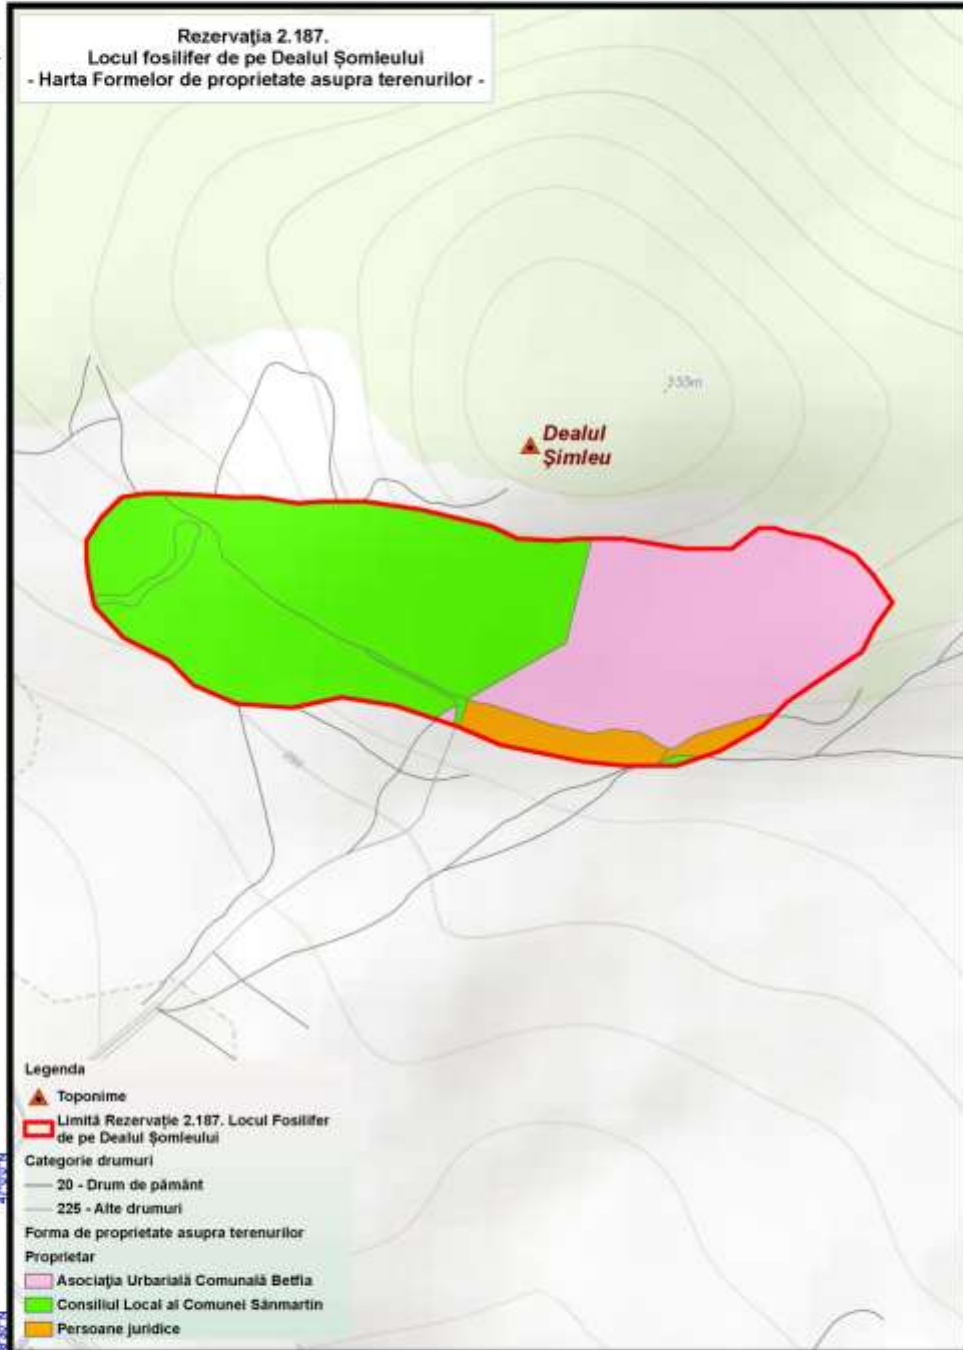 Rezervaţia 2.187.
Locul fosilifer de pe Dealul Şomleului
- Harta Formelor de proprietate asupra terenurilor -
Dealul
Şimleu
Legenda
Toponime
Limită Rezervaţie 2.187. Locul Fosilifer
de pe Dealul Şomleului
Categorie drumuri
20 - Drum de pământ
225 - Alte drumuri
Forma de proprietate asupra terenurilor
Proprietar
Asociaţia Urbarială Comunală Betfia
Consiliul Local al Comunei Sânmartin
Persoane juridice